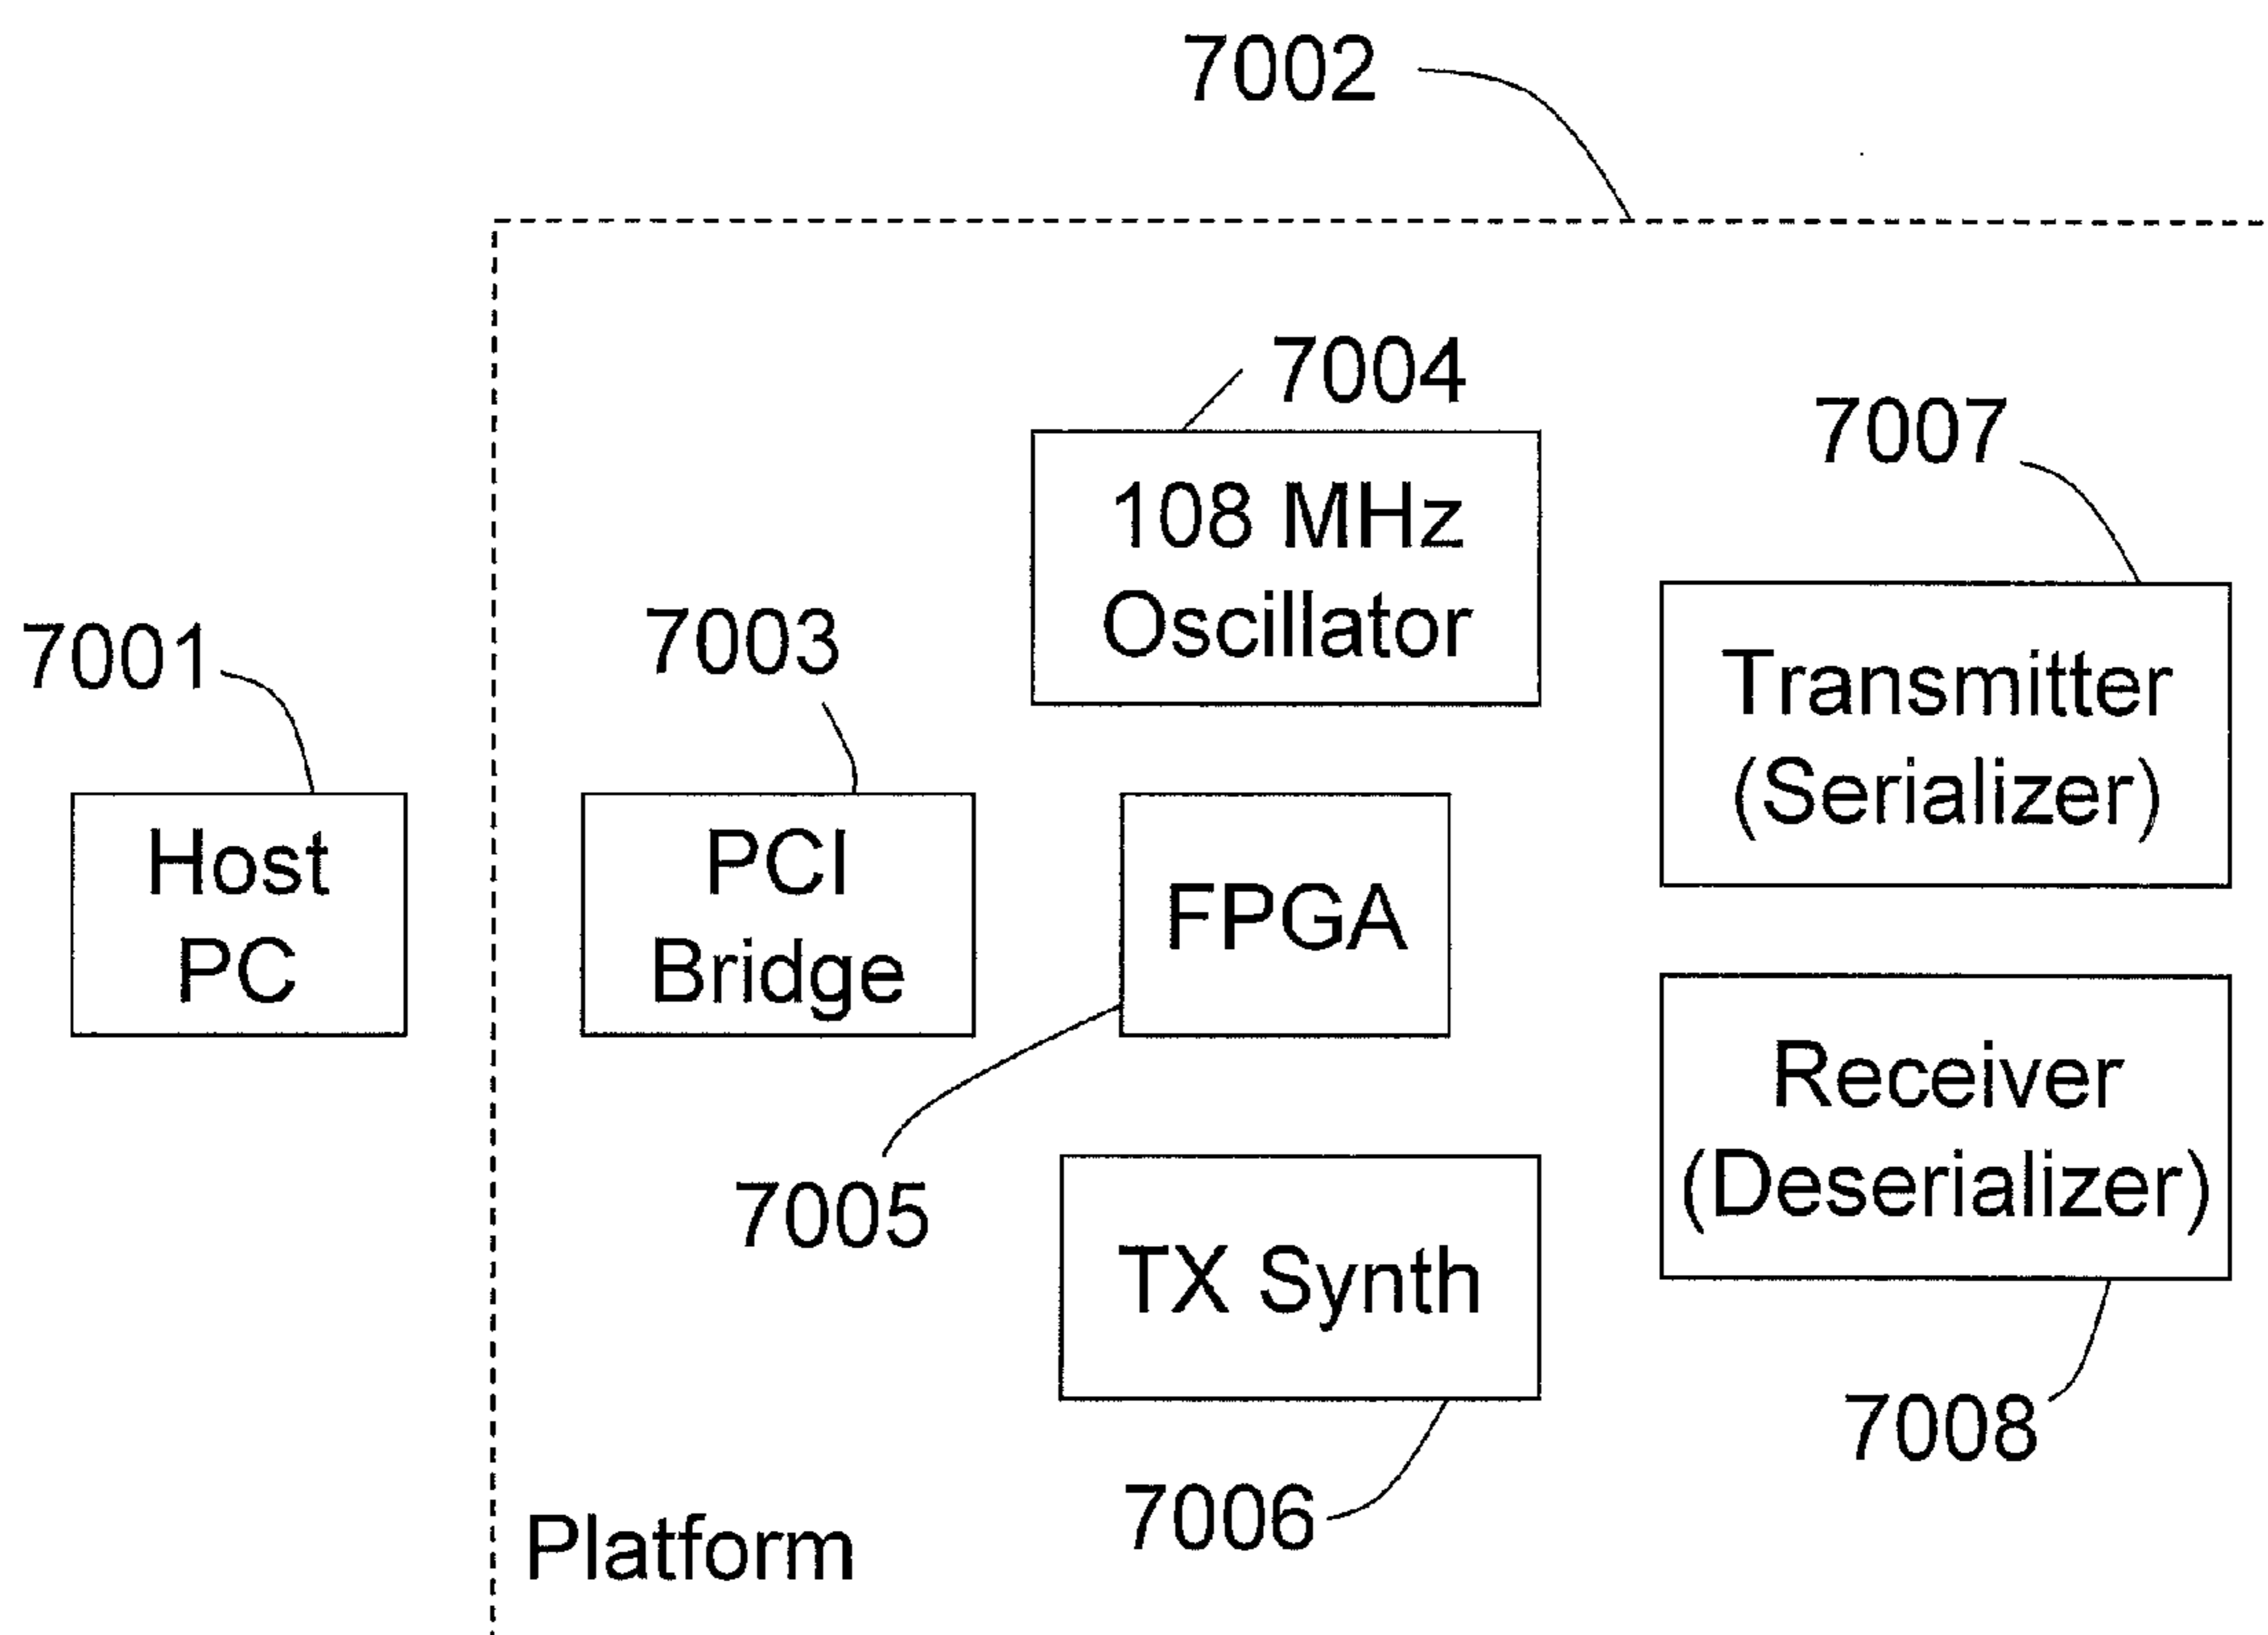 7002
7004
108 MHz
Oscillator
7007
7001
7003
Transmitter
(Serializer)
Host
PC
PCI
Bridge
FPGA
Receiver
(Deserializer)
7005
TX Synth
7008
7006
Platform